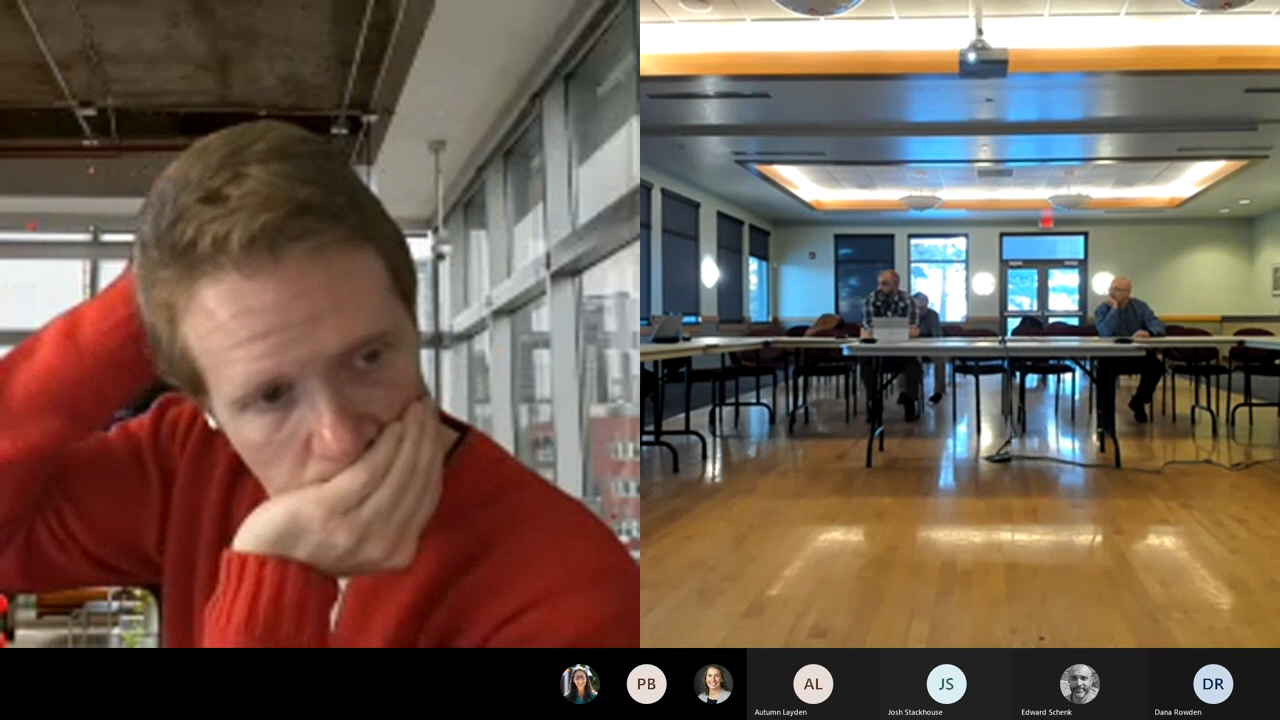 PB
AL
JS
DR
Autumn Layden
Josh Stackhouse
Edward Schenk
Dana Rowden